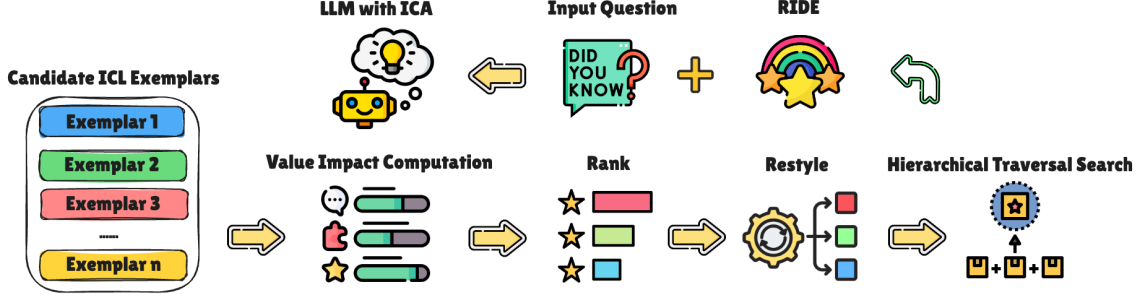 LLM with ICA
Input Question
RIDE
DID
YOU
KNOW
Candidate ICL Exemplars
Exemplar 1
Exemplar 2
Exemplar 3
......
Exemplar n
Value Impact Computation
Rank
Restyle
Hierarchical Traversal Search